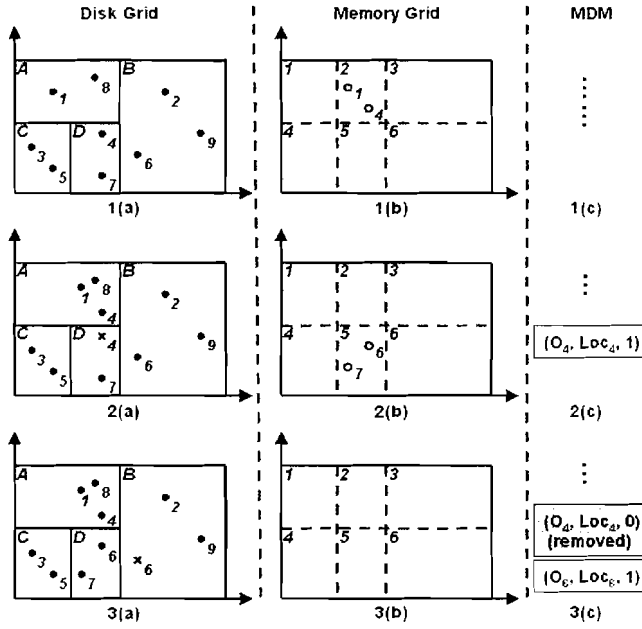 Disk Grid Memory Grid MDM
A B 1 2 3
8 1 2 1 4
C D 4 4 5 6
3 9
5 7 6
1(a) 1(b) 1(c)
A B 1 2 3
1 8 2
4
C D 4 4 5 6
3 5 7 6 9 6 7
(O4, Loc4, 1)
2(a) 2(b) 2(c)
A B 1 2 3
1 8 2
4
(O4, Loc4, 0)
(removed)
C D 4 5 6
3 5 6 7 6 9
(O6, Loc6, 1)
3(a) 3(b) 3(c)